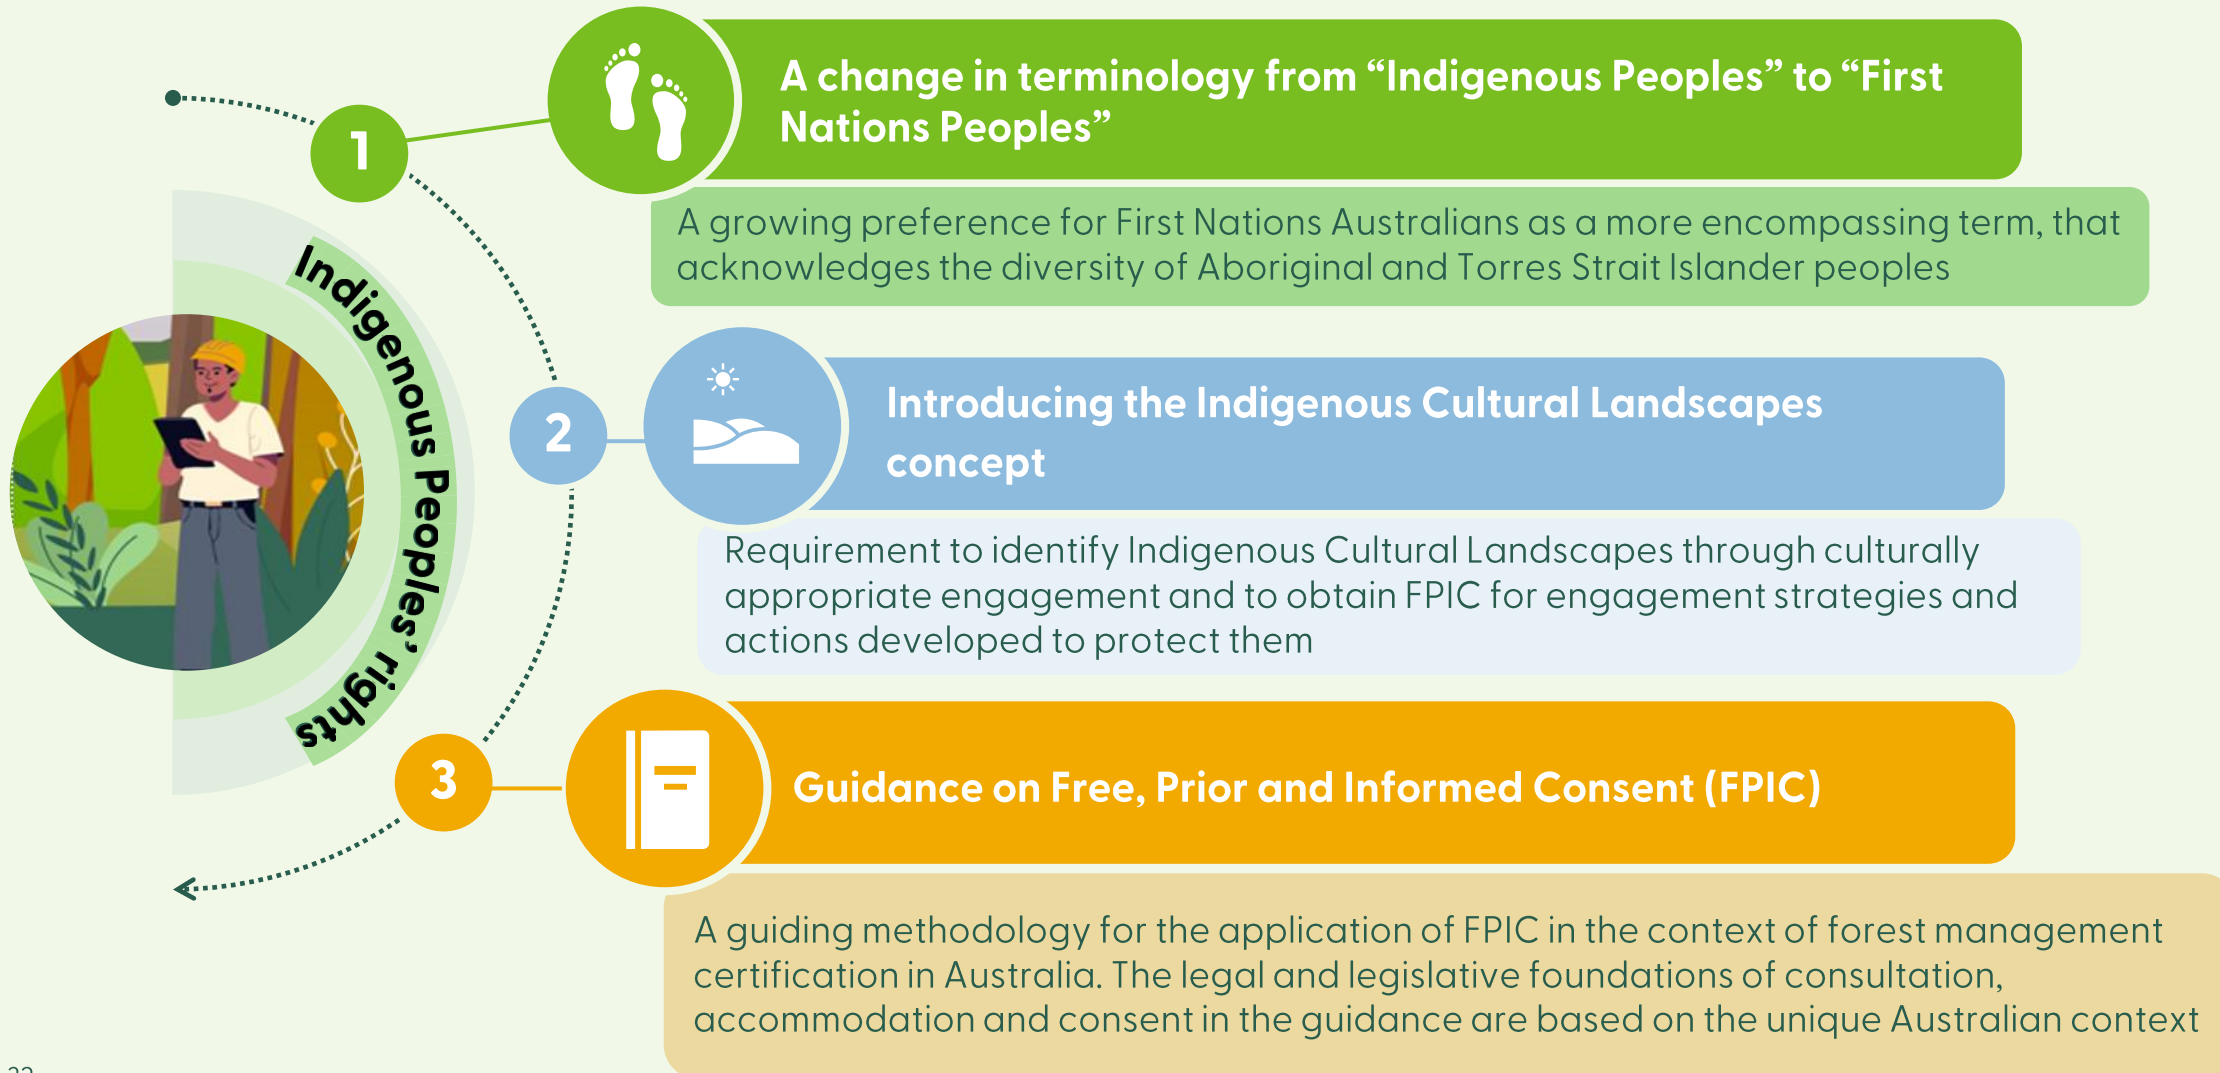 Indigenous Peoples’ rights
1
A change in terminology from “Indigenous Peoples” to “First
Nations Peoples”
A growing preference for First Nations Australians as a more encompassing term, that
acknowledges the diversity of Aboriginal and Torres Strait Islander peoples
2
Introducing the Indigenous Cultural Landscapes
concept
Requirement to identify Indigenous Cultural Landscapes through culturally
appropriate engagement and to obtain FPIC for engagement strategies and
actions developed to protect them
3
Guidance on Free, Prior and Informed Consent (FPIC)
A guiding methodology for the application of FPIC in the context of forest management
certification in Australia. The legal and legislative foundations of consultation,
accommodation and consent in the guidance are based on the unique Australian context